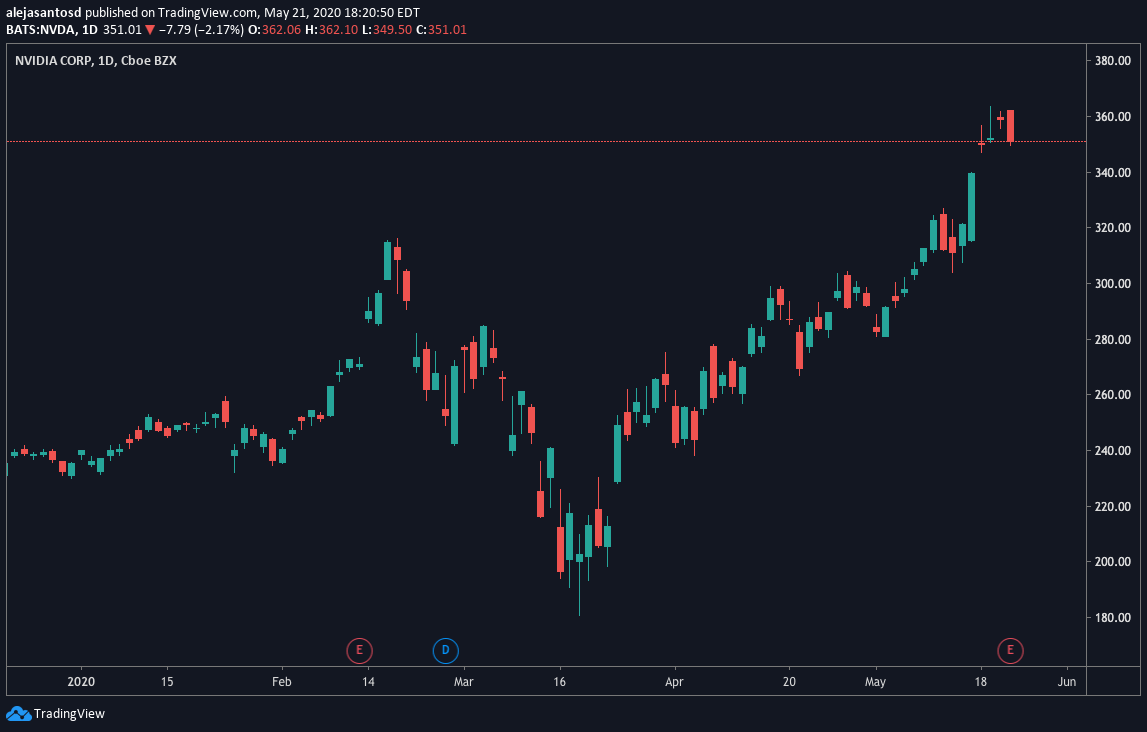 alejasantosd published on TradingView.com, May 21, 2020 18:20:50 EDT
BATS:NVDA, 1D 351.01 ▼ −7.79 (−2.17%) O:362.06 H:362.10 L:349.50 C:351.01
NVIDIA CORP, 1D, Cboe BZX
380.00
360.00
340.00
320.00
300.00
280.00
260.00
240.00
220.00
200.00
180.00
E D E
2020 15 Feb 14 Mar 16 Apr 20 May 18 Jun
TradingView